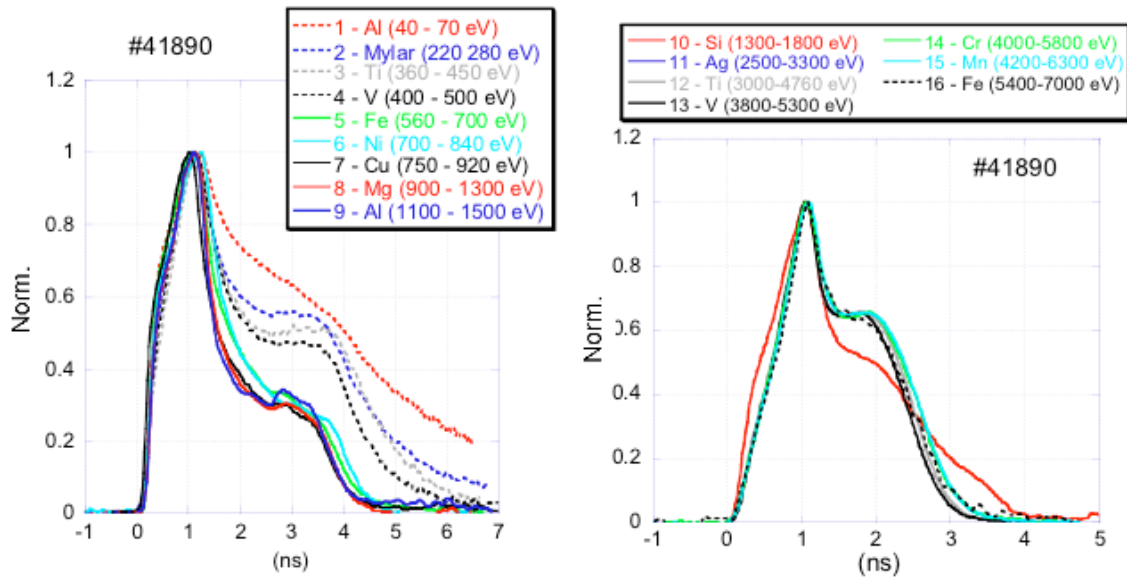 #41890
1 - Al (40 - 70 eV)
2 - Mylar (220 280 eV)
3 - Ti (360 - 450 eV)
4 - V (400 - 500 eV)
5 - Fe (560 - 700 eV)
6 - Ni (700 - 840 eV)
7 - Cu (750 - 920 eV)
8 - Mg (900 - 1300 eV)
9 - Al (1100 - 1500 eV)
1.2
1
0.8
0.6
0.4
0.2
0
Norm.
-1 0 1 2 3 4 5 6 7
(ns)
10 - Si (1300-1800 eV)
11 - Ag (2500-3300 eV)
12 - Ti (3000-4760 eV)
13 - V (3800-5300 eV)
14 - Cr (4000-5800 eV)
15 - Mn (4200-6300 eV)
16 - Fe (5400-7000 eV)
#41890
1.2
1
0.8
0.6
0.4
0.2
0
Norm.
-1 0 1 2 3 4 5
(ns)